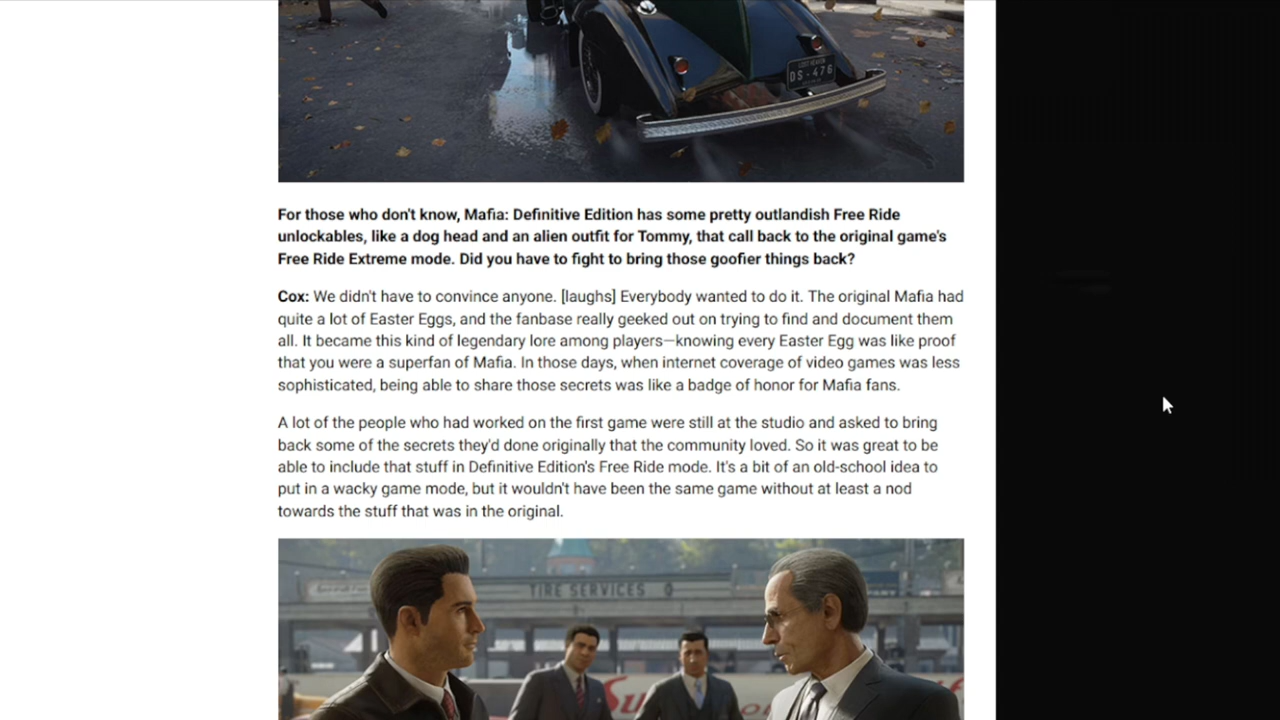 LOST HEAVEN
DS-476
For those who don't know, Mafia: Definitive Edition has some pretty outlandish Free Ride
unlockables, like a dog head and an alien outfit for Tommy, that call back to the original game's
Free Ride Extreme mode. Did you have to fight to bring those goofier things back?
Cox: We didn't have to convince anyone. [laughs] Everybody wanted to do it. The original Mafia had
quite a lot of Easter Eggs, and the fanbase really geeked out on trying to find and document them
all. It became this kind of legendary lore among players—knowing every Easter Egg was like proof
that you were a superfan of Mafia. In those days, when internet coverage of video games was less
sophisticated, being able to share those secrets was like a badge of honor for Mafia fans.
A lot of the people who had worked on the first game were still at the studio and asked to bring
back some of the secrets they'd done originally that the community loved. So it was great to be
able to include that stuff in Definitive Edition's Free Ride mode. It's a bit of an old-school idea to
put in a wacky game mode, but it wouldn't have been the same game without at least a nod
towards the stuff that was in the original.
TIRE SERVICES